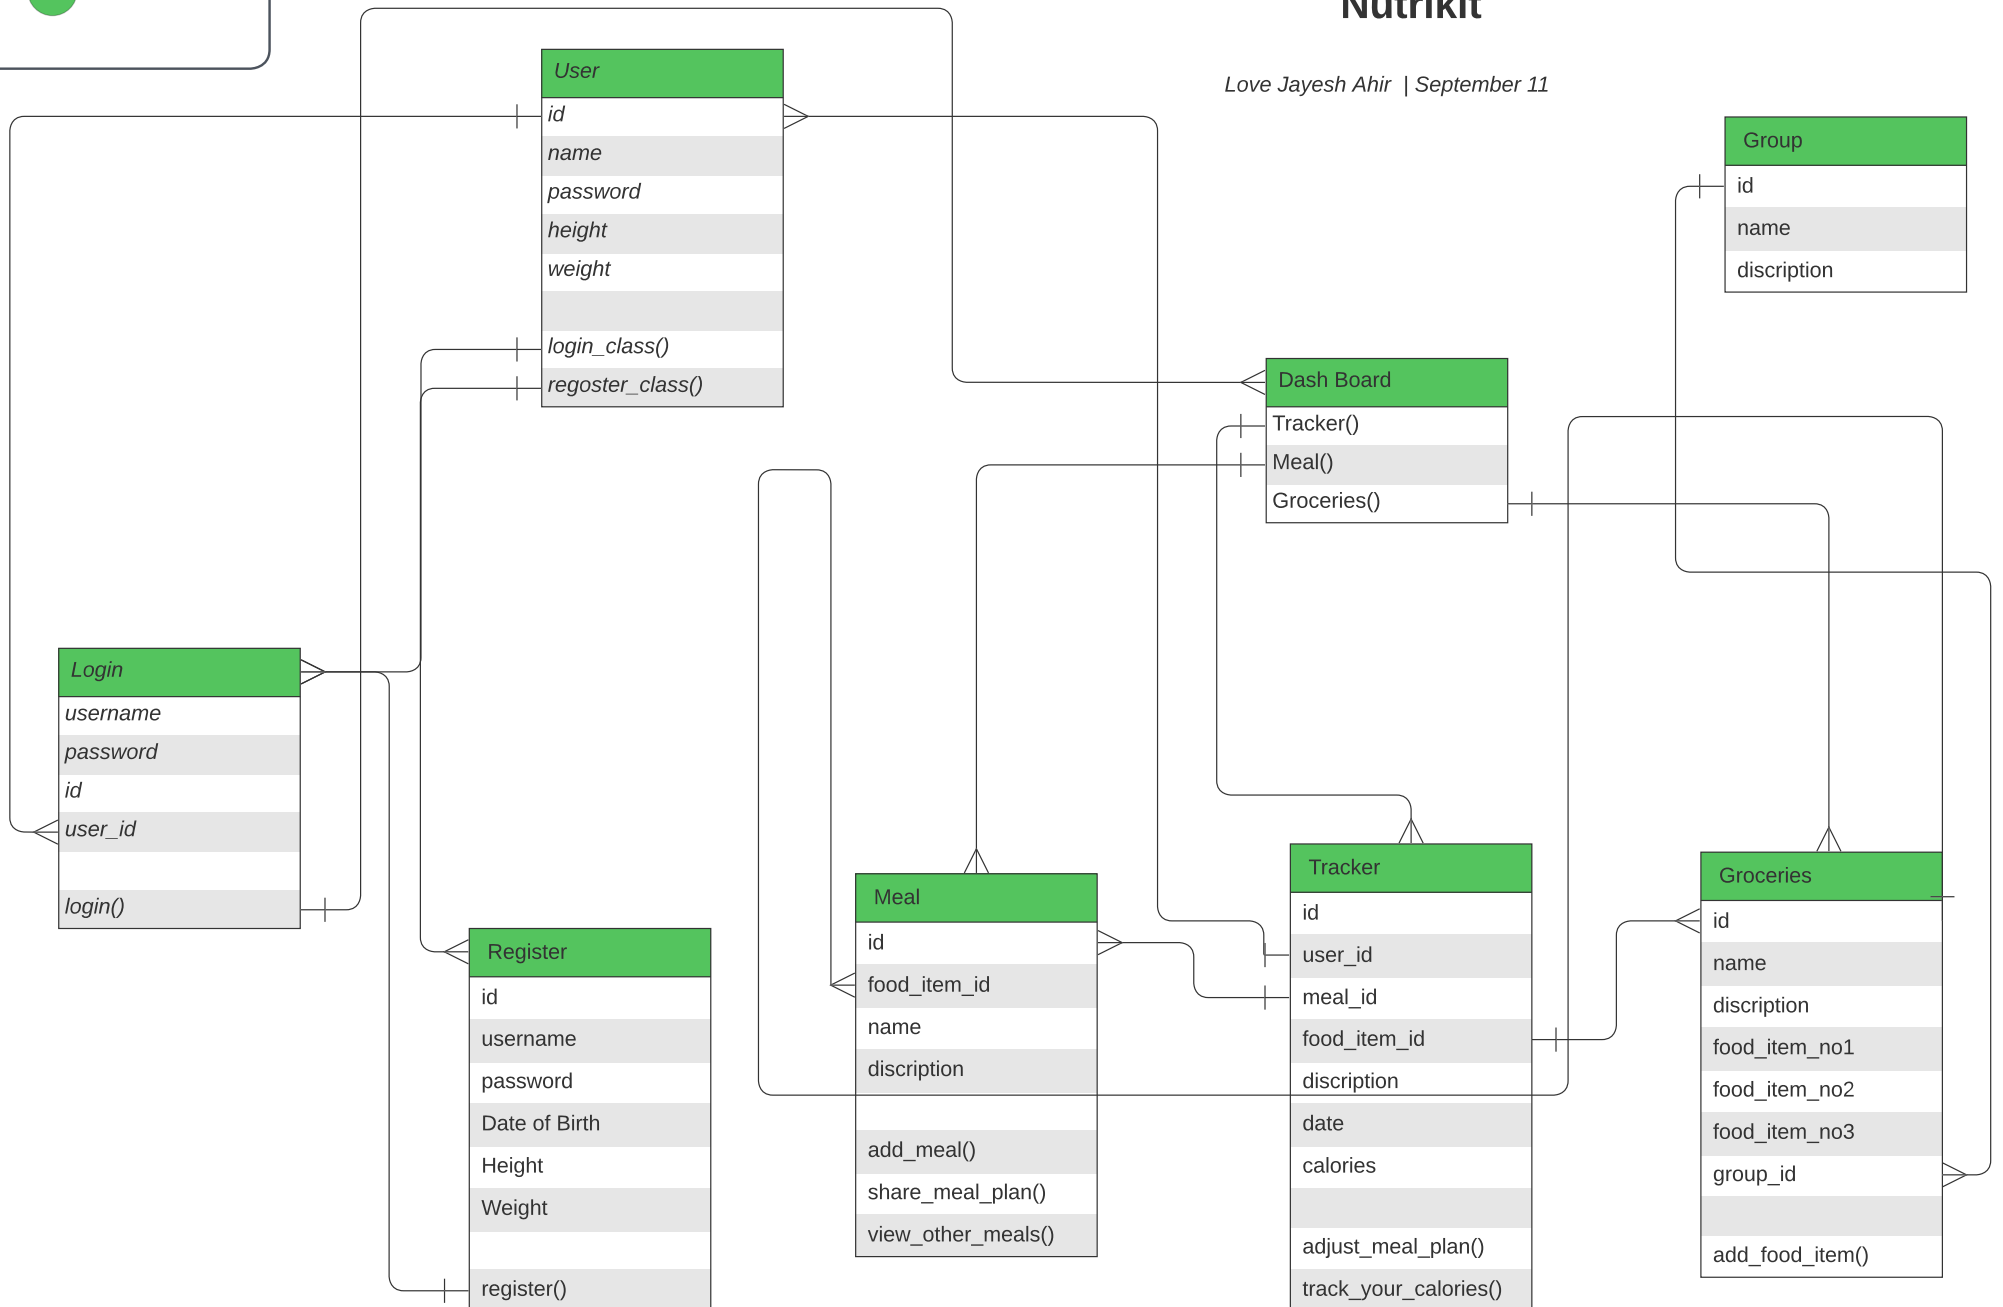 Nutrikit
Love Jayesh Ahir | September 11
User
id
name
password
height
weight
login_class()
regoster_class()
Group
id
name
discription
Dash Board
Tracker()
Meal()
Groceries()
Login
username
password
id
user_id
login()
Register
id
username
password
Date of Birth
Height
Weight
register()
Meal
id
food_item_id
name
discription
add_meal()
share_meal_plan()
view_other_meals()
Tracker
id
user_id
meal_id
food_item_id
discription
date
calories
adjust_meal_plan()
track_your_calories()
Groceries
id
name
discription
food_item_no1
food_item_no2
food_item_no3
group_id
add_food_item()